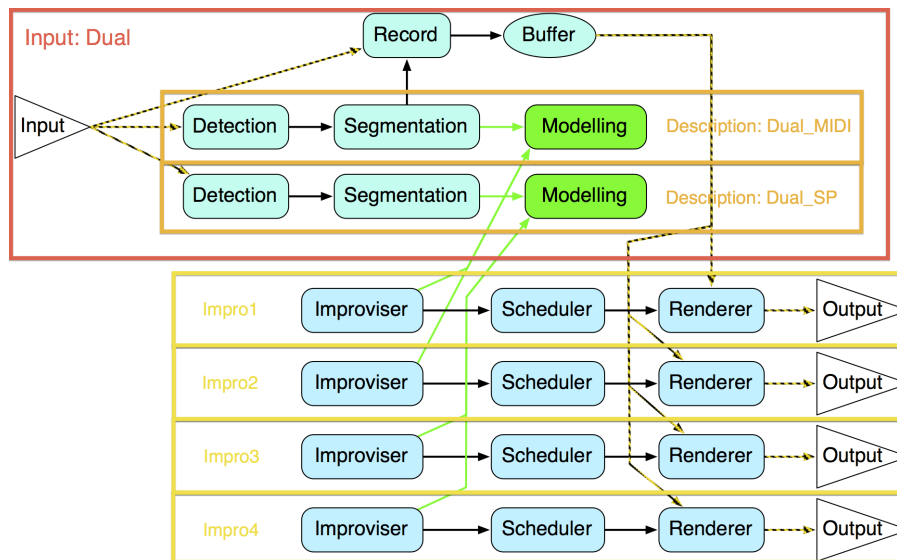 Input: Dual
Record
Buffer
Input
Detection
Segmentation
Modelling
Description: Dual_MIDI
Detection
Segmentation
Modelling
Description: Dual_SP
Impro1
Improviser
Scheduler
Renderer
Output
Impro2
Improviser
Scheduler
Renderer
Output
Impro3
Improviser
Scheduler
Renderer
Output
Impro4
Improviser
Scheduler
Renderer
Output